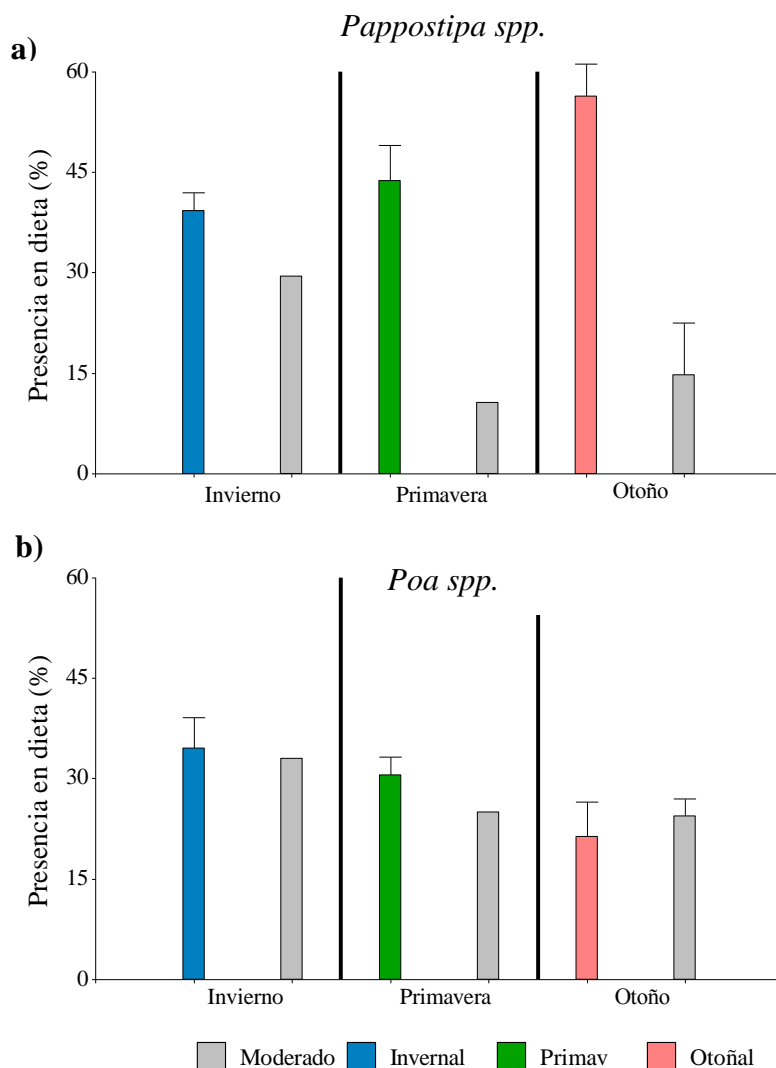 Pappostipa spp.
a)
60
45
30
15
0
Presencia en dieta (%)
Invierno Primavera Otoño
b)
Poa spp.
60
45
30
15
0
Presencia en dieta (%)
Invierno Primavera Otoño
Moderado Invernal Primav Otoñal